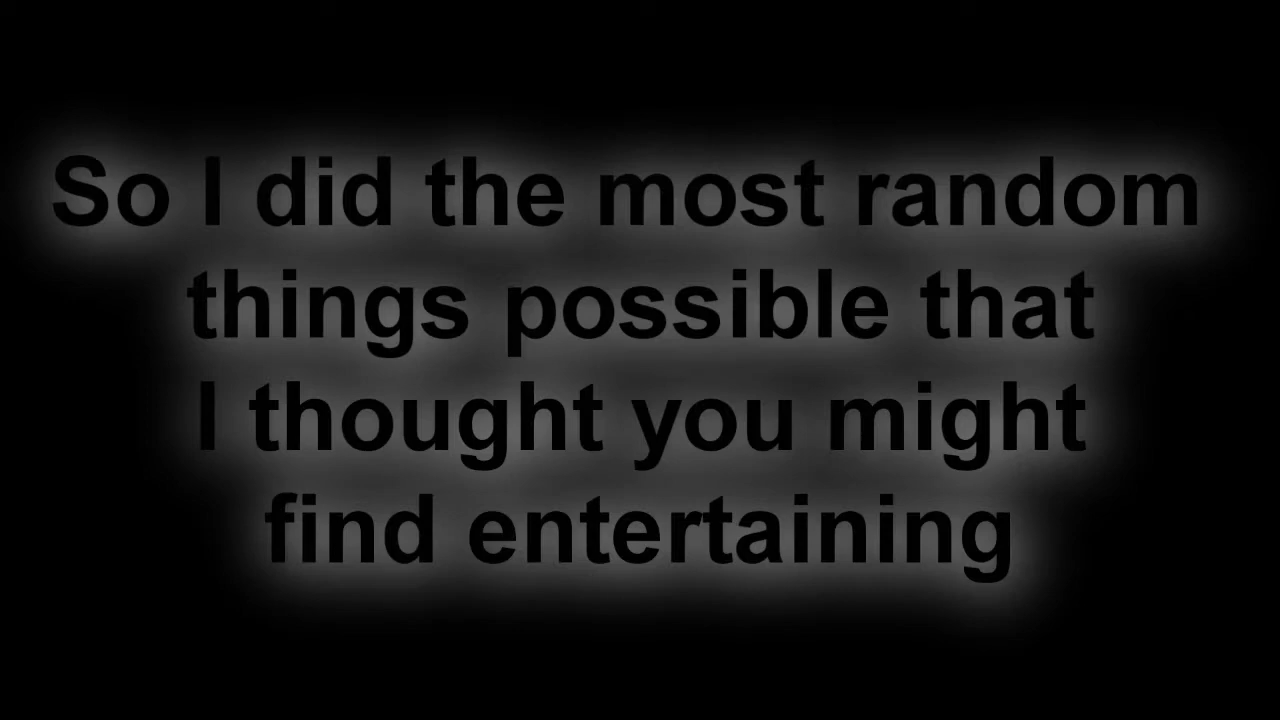 So I did the most random
things possible that
I thought you might
find entertaining